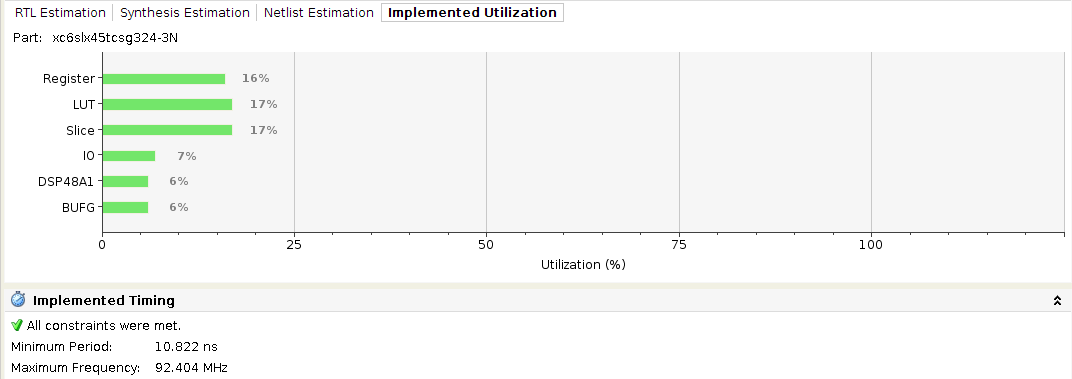 RTL Estimation Synthesis Estimation Netlist Estimation Implemented Utilization
Part: xc6slx45tcsg324-3N
Register 16%
LUT 17%
Slice 17%
IO 7%
DSP48A1 6%
BUFG 6%
0 25 50 75 100
Utilization (%)
Implemented Timing
All constraints were met.
Minimum Period: 10.822 ns
Maximum Frequency: 92.404 MHz